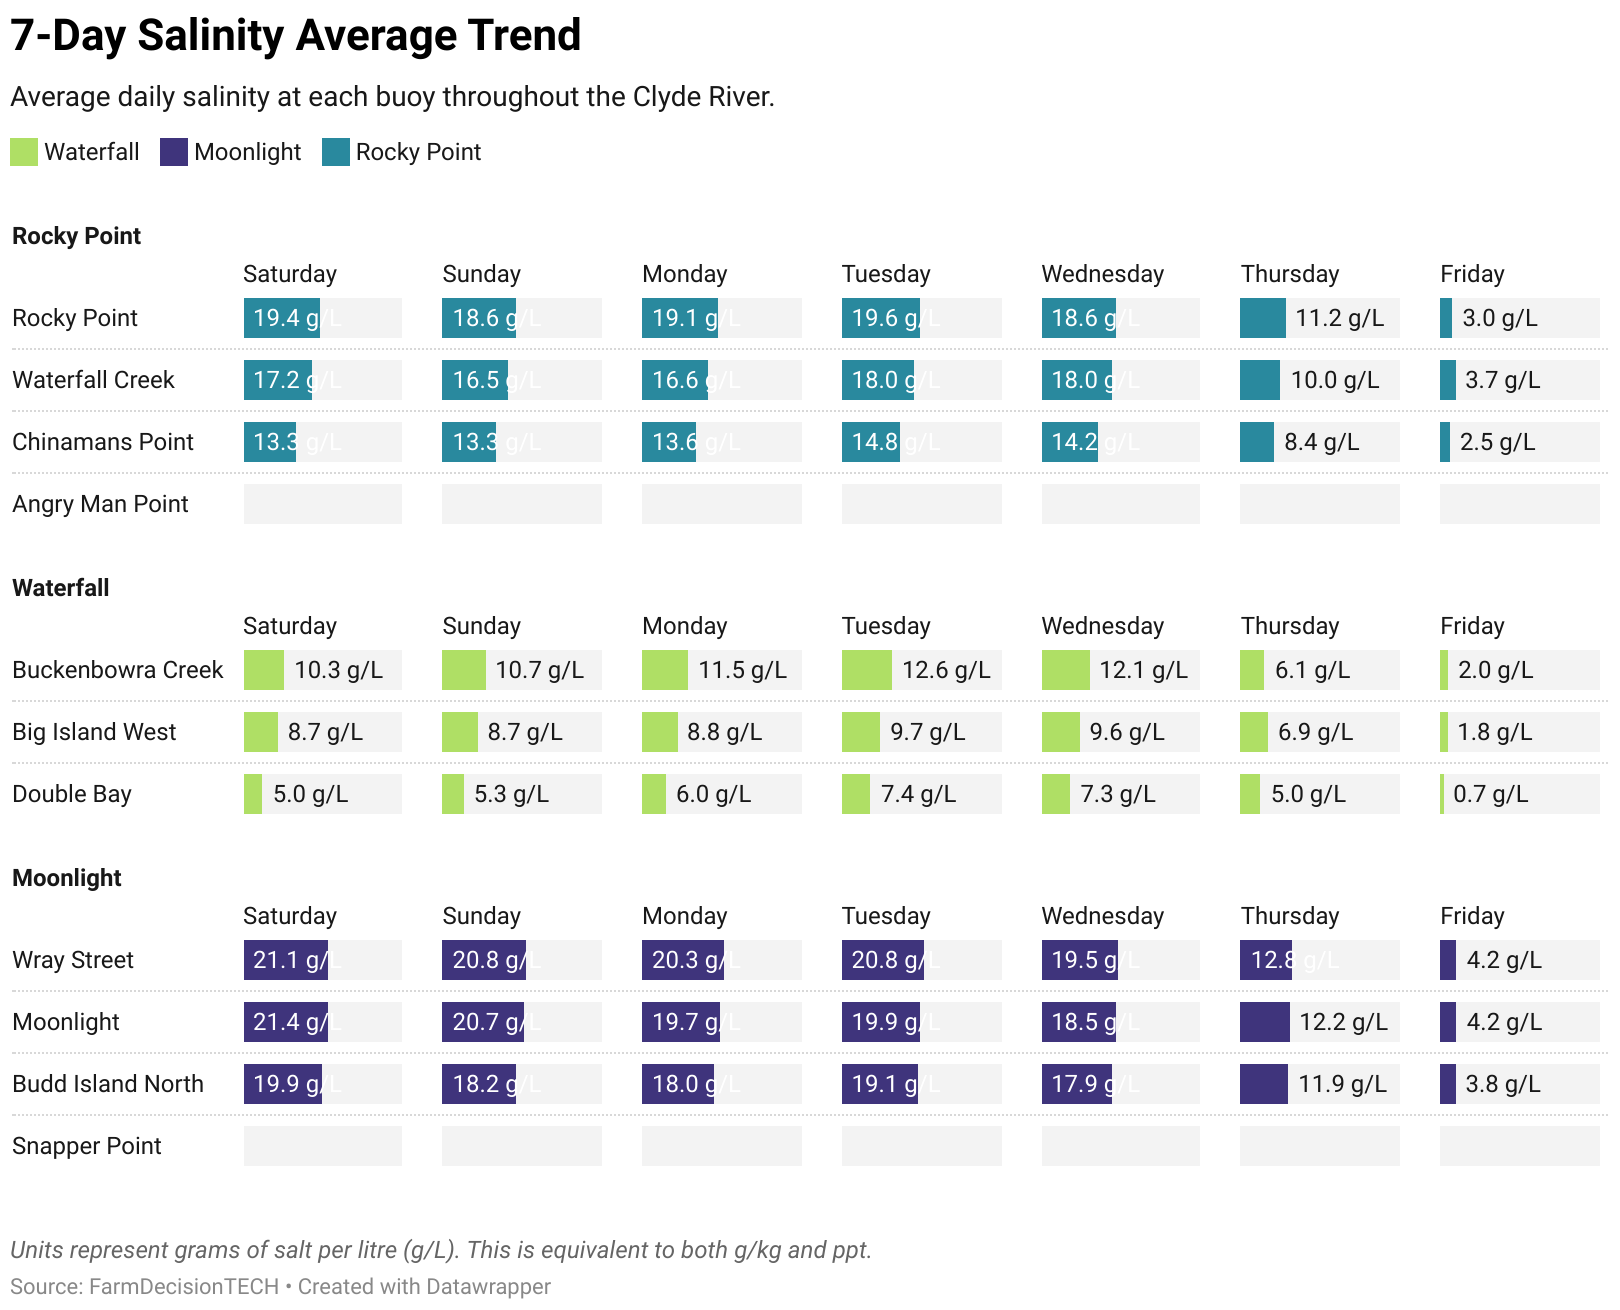 7-Day Salinity Average Trend
Average daily salinity at each buoy throughout the Clyde River.
Waterfall Moonlight Rocky Point
Rocky Point
Saturday Sunday Monday Tuesday Wednesday Thursday Friday
Rocky Point 19.4 g/L 18.6 g/L 19.1 g/L 19.6 g/L 18.6 g/L 11.2 g/L 3.0 g/L
Waterfall Creek 17.2 g/L 16.5 g/L 16.6 g/L 18.0 g/L 18.0 g/L 10.0 g/L 3.7 g/L
Chinamans Point 13.3 g/L 13.3 g/L 13.6 g/L 14.8 g/L 14.2 g/L 8.4 g/L 2.5 g/L
Angry Man Point
Waterfall
Saturday Sunday Monday Tuesday Wednesday Thursday Friday
Buckenbowra Creek 10.3 g/L 10.7 g/L 11.5 g/L 12.6 g/L 12.1 g/L 6.1 g/L 2.0 g/L
Big Island West 8.7 g/L 8.7 g/L 8.8 g/L 9.7 g/L 9.6 g/L 6.9 g/L 1.8 g/L
Double Bay 5.0 g/L 5.3 g/L 6.0 g/L 7.4 g/L 7.3 g/L 5.0 g/L 0.7 g/L
Moonlight
Saturday Sunday Monday Tuesday Wednesday Thursday Friday
Wray Street 21.1 g/L 20.8 g/L 20.3 g/L 20.8 g/L 19.5 g/L 12.8 g/L 4.2 g/L
Moonlight 21.4 g/L 20.7 g/L 19.7 g/L 19.9 g/L 18.5 g/L 12.2 g/L 4.2 g/L
Budd Island North 19.9 g/L 18.2 g/L 18.0 g/L 19.1 g/L 17.9 g/L 11.9 g/L 3.8 g/L
Snapper Point
Units represent grams of salt per litre (g/L). This is equivalent to both g/kg and ppt.
Source: FarmDecisionTECH • Created with Datawrapper